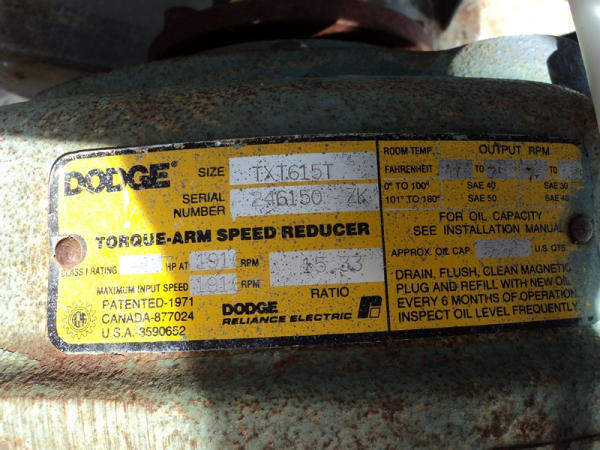 DODGE®
SIZE TXT615T
SERIAL NUMBER 246150 ZK
TORQUE-ARM SPEED REDUCER
CLASS I RATING HP AT RPM
15.33
MAXIMUM INPUT SPEED RPM
RATIO
PATENTED-1971
CANADA-877024
U.S.A.-3590652
DODGE
RELIANCE ELECTRIC
ROOM TEMP. OUTPUT RPM
FAHRENHEIT TO TO
0° TO 100° SAE 40 SAE 30
101° TO 180° SAE 50 SAE 40
FOR OIL CAPACITY
SEE INSTALLATION MANUAL
APPROX. OIL CAP. U.S. QTS.
DRAIN, FLUSH, CLEAN MAGNETIC
PLUG AND REFILL WITH NEW OIL
EVERY 6 MONTHS OF OPERATION
INSPECT OIL LEVEL FREQUENTLY